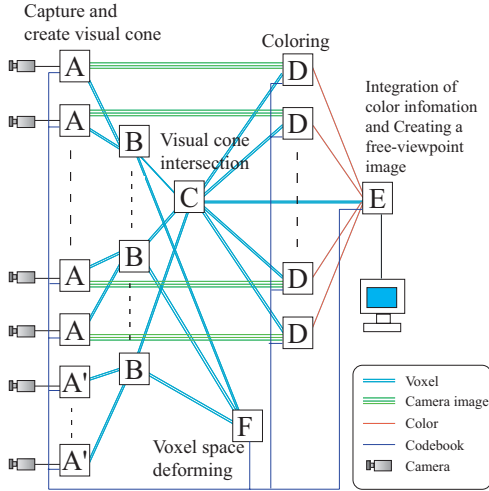 Capture and
create visual cone
Coloring
Integration of
color infomation
and Creating a
free-viewpoint
image
Visual cone
intersection
A
A
A
A
A'
A'
B
B
B
C
D
D
D
D
E
F
Voxel space
deforming
Voxel
Camera image
Color
Codebook
Camera